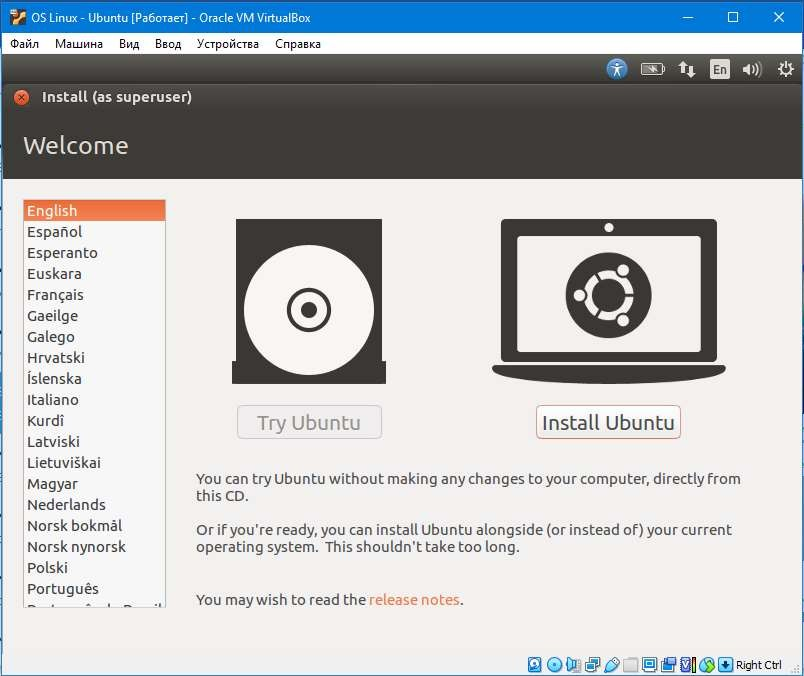 OS Linux - Ubuntu [Работает] - Oracle VM VirtualBox
Файл Машина Вид Ввод Устройства Справка
En
Install (as superuser)
Welcome
English
Español
Esperanto
Euskara
Français
Gaeilge
Galego
Hrvatski
Íslenska
Italiano
Kurdî
Latviski
Lietuviškai
Magyar
Nederlands
Norsk bokmål
Norsk nynorsk
Polski
Português
Try Ubuntu
Install Ubuntu
You can try Ubuntu without making any changes to your computer, directly from
this CD.
Or if you're ready, you can install Ubuntu alongside (or instead of) your current
operating system. This shouldn't take too long.
You may wish to read the release notes.
Right Ctrl